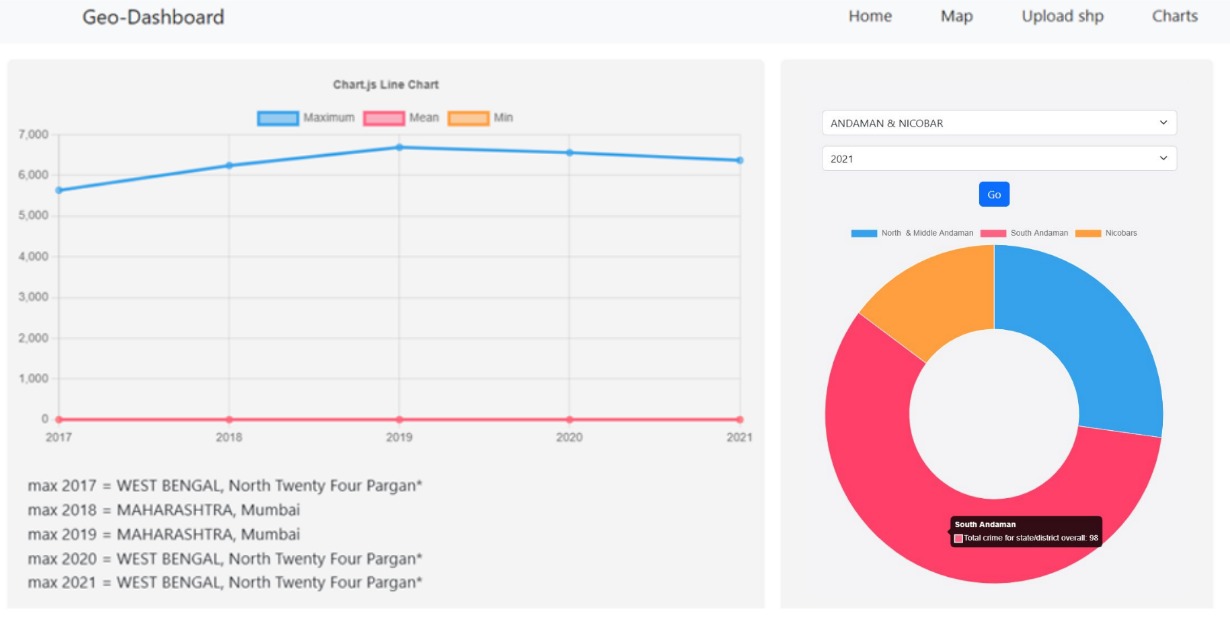 Geo-Dashboard Home Map Upload shp Charts
Chart.js Line Chart
Maximum Mean Min
7,000
6,000
5,000
4,000
3,000
2,000
1,000
0
2017 2018 2019 2020 2021
max 2017 = WEST BENGAL, North Twenty Four Pargan*
max 2018 = MAHARASHTRA, Mumbai
max 2019 = MAHARASHTRA, Mumbai
max 2020 = WEST BENGAL, North Twenty Four Pargan*
max 2021 = WEST BENGAL, North Twenty Four Pargan*
ANDAMAN & NICOBAR
2021
Go
North & Middle Andaman South Andaman Nicobars
South Andaman
Total crime for state/district overall: 98